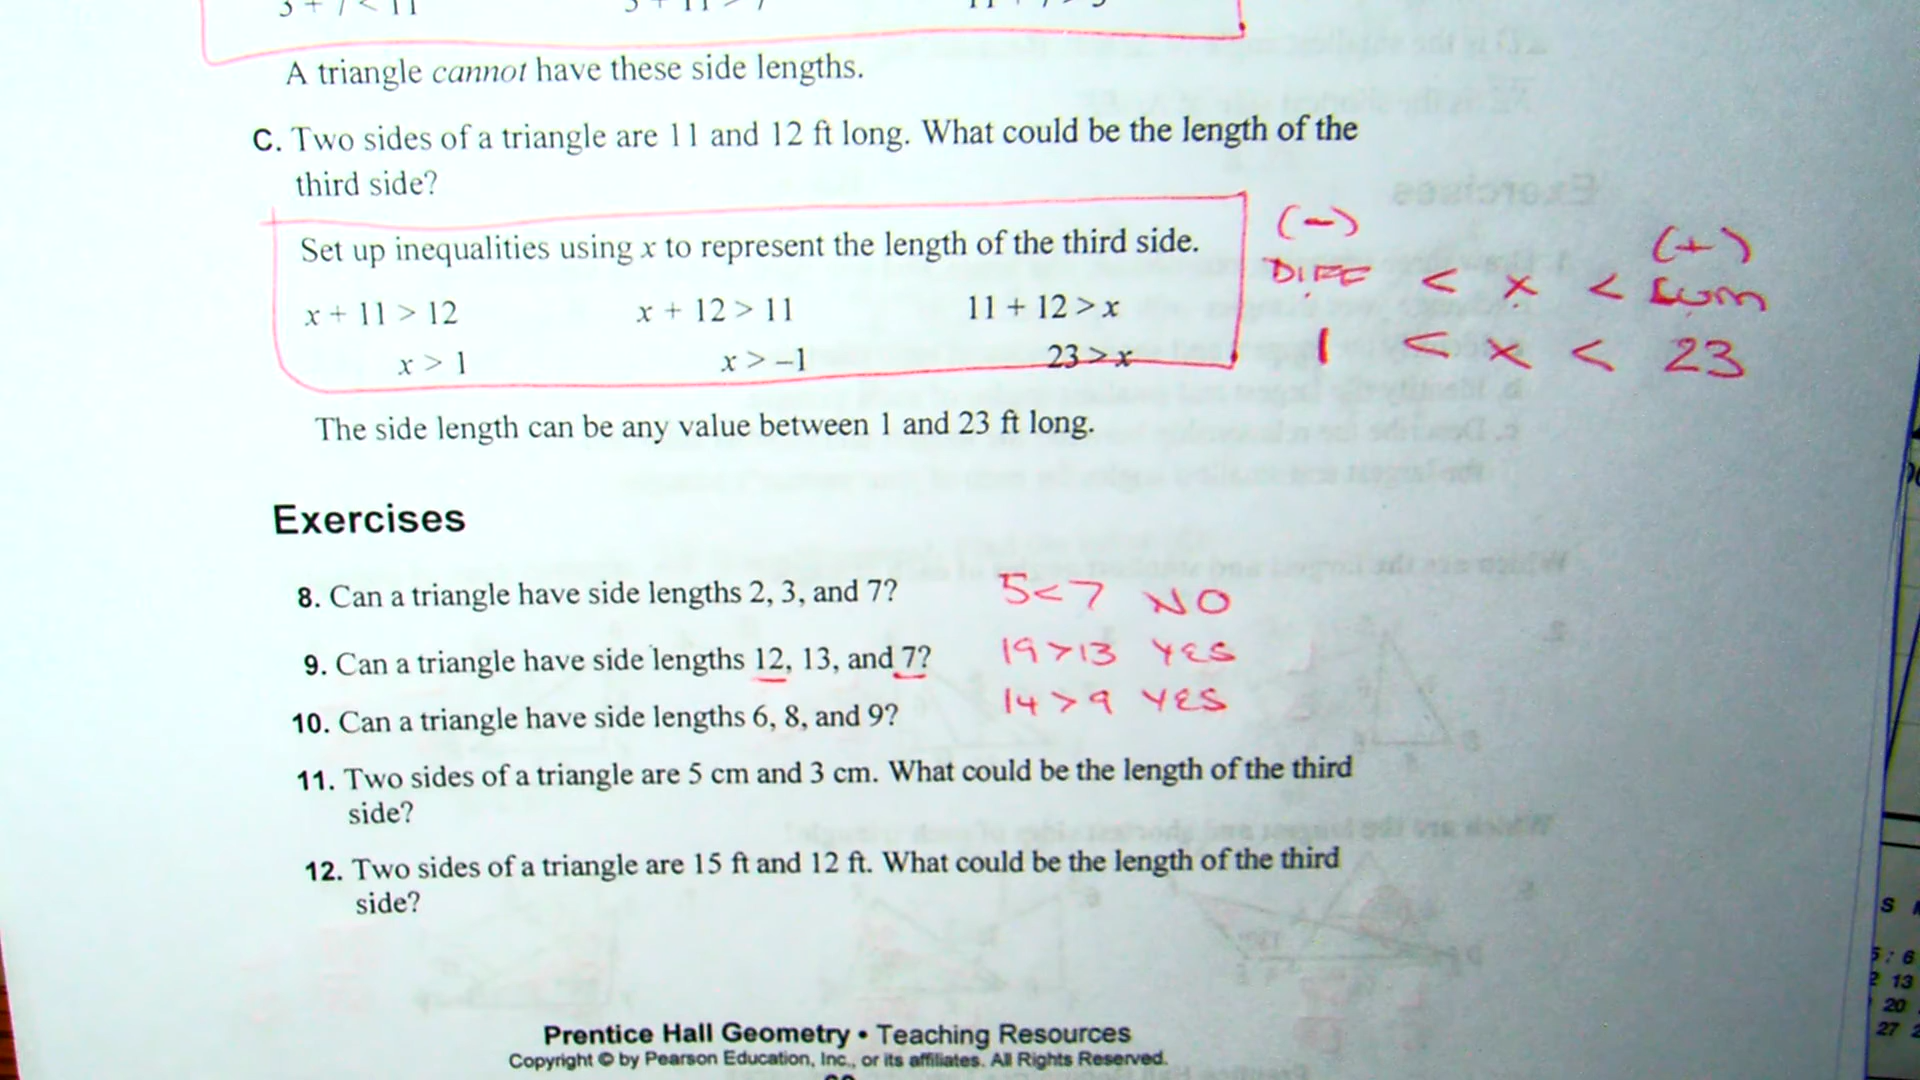 3 + 7 < 11
A triangle cannot have these side lengths.
C. Two sides of a triangle are 11 and 12 ft long. What could be the length of the
third side?
Set up inequalities using x to represent the length of the third side.
x + 11 > 12 x + 12 > 11 11 + 12 > x
x > 1 x > –1 23 > x
(-) (+)
DIFF < x < SUM
1 < x < 23
The side length can be any value between 1 and 23 ft long.
Exercises
8. Can a triangle have side lengths 2, 3, and 7? 5<7 NO
9. Can a triangle have side lengths 12, 13, and 7? 19>13 YES
10. Can a triangle have side lengths 6, 8, and 9? 14>9 YES
11. Two sides of a triangle are 5 cm and 3 cm. What could be the length of the third
side?
12. Two sides of a triangle are 15 ft and 12 ft. What could be the length of the third
side?
Prentice Hall Geometry • Teaching Resources
Copyright © by Pearson Education, Inc., or its affiliates. All Rights Reserved.